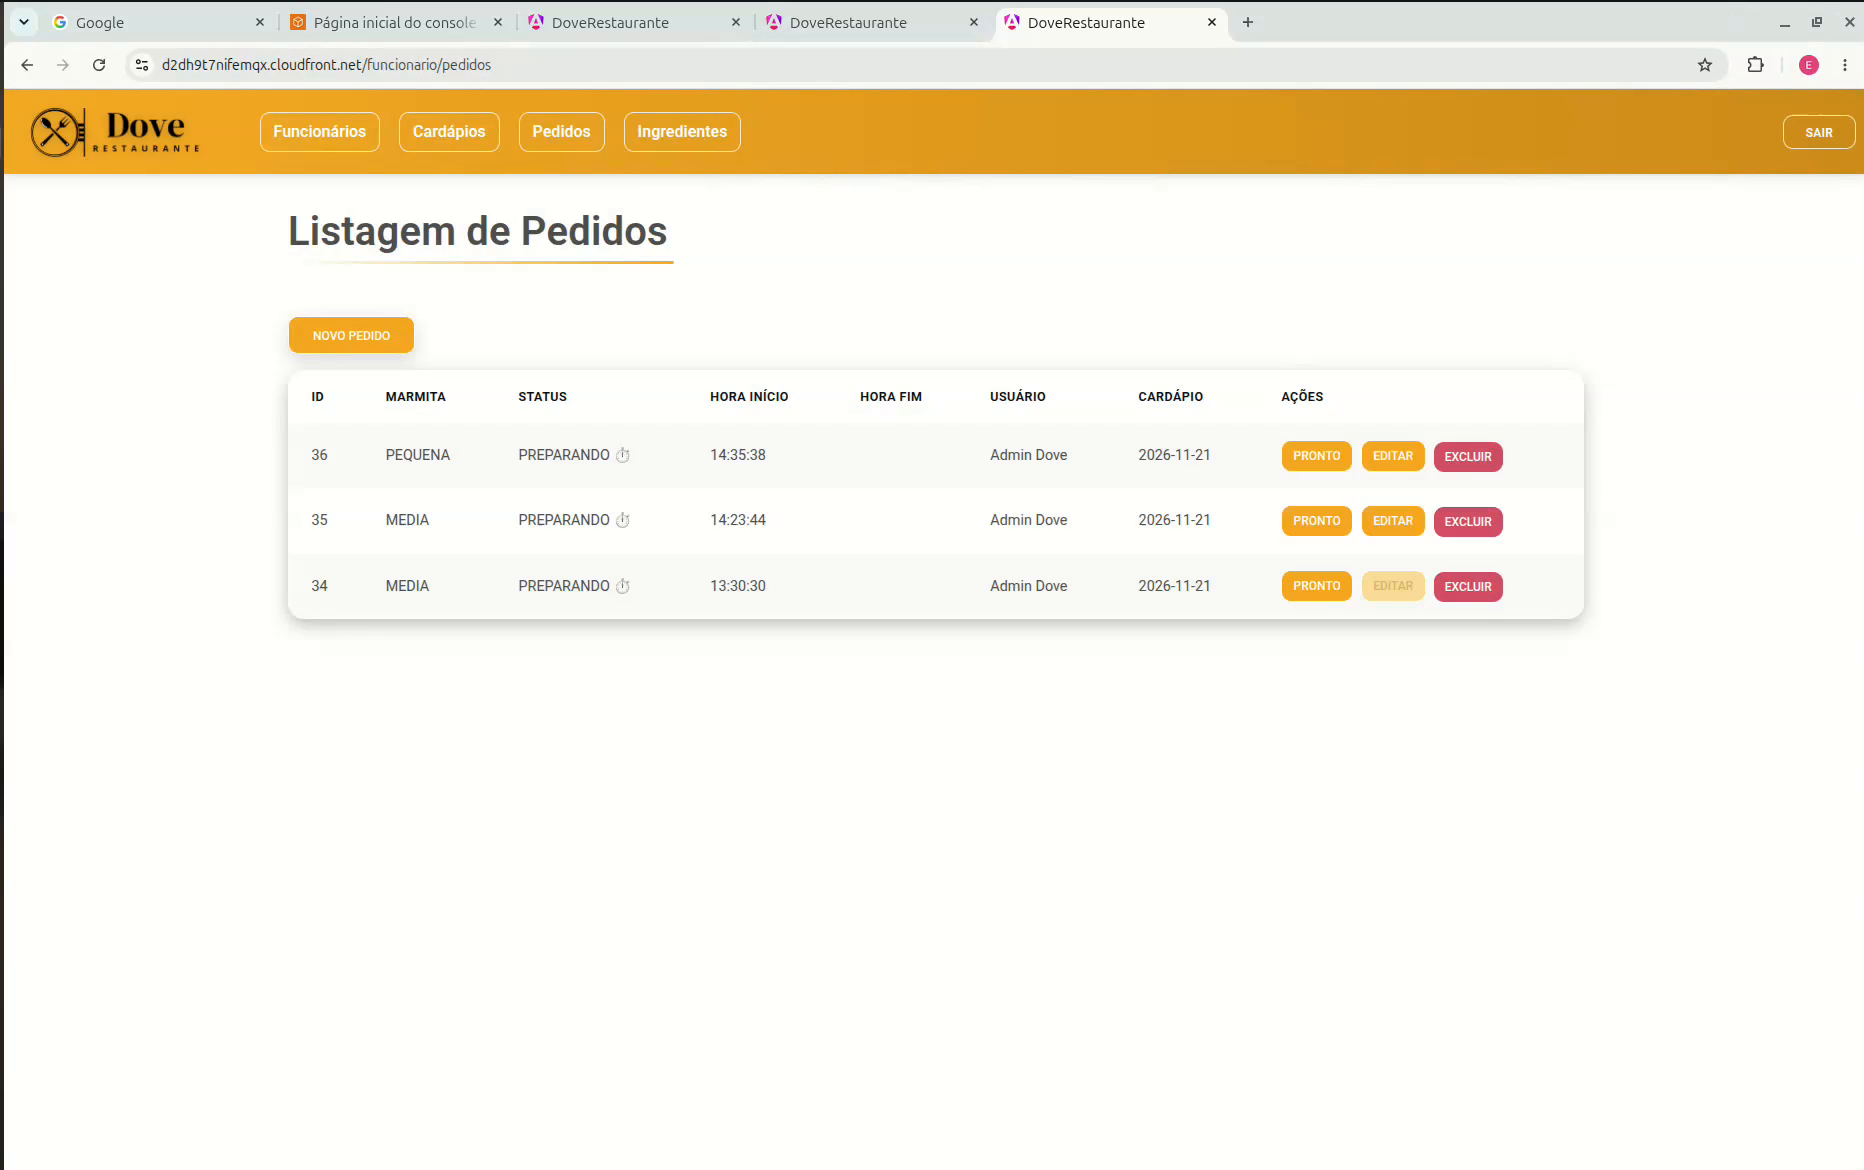 Google
Página inicial do console
DoveRestaurante
DoveRestaurante
DoveRestaurante
d2dh9t7nifemqx.cloudfront.net/funcionario/pedidos
E
Dove
RESTAURANTE
Funcionários
Cardápios
Pedidos
Ingredientes
SAIR
Listagem de Pedidos
NOVO PEDIDO
ID MARMITA STATUS HORA INÍCIO HORA FIM USUÁRIO CARDÁPIO AÇÕES
36 PEQUENA PREPARANDO 14:35:38 Admin Dove 2026-11-21 PRONTO EDITAR EXCLUIR
35 MEDIA PREPARANDO 14:23:44 Admin Dove 2026-11-21 PRONTO EDITAR EXCLUIR
34 MEDIA PREPARANDO 13:30:30 Admin Dove 2026-11-21 PRONTO EDITAR EXCLUIR